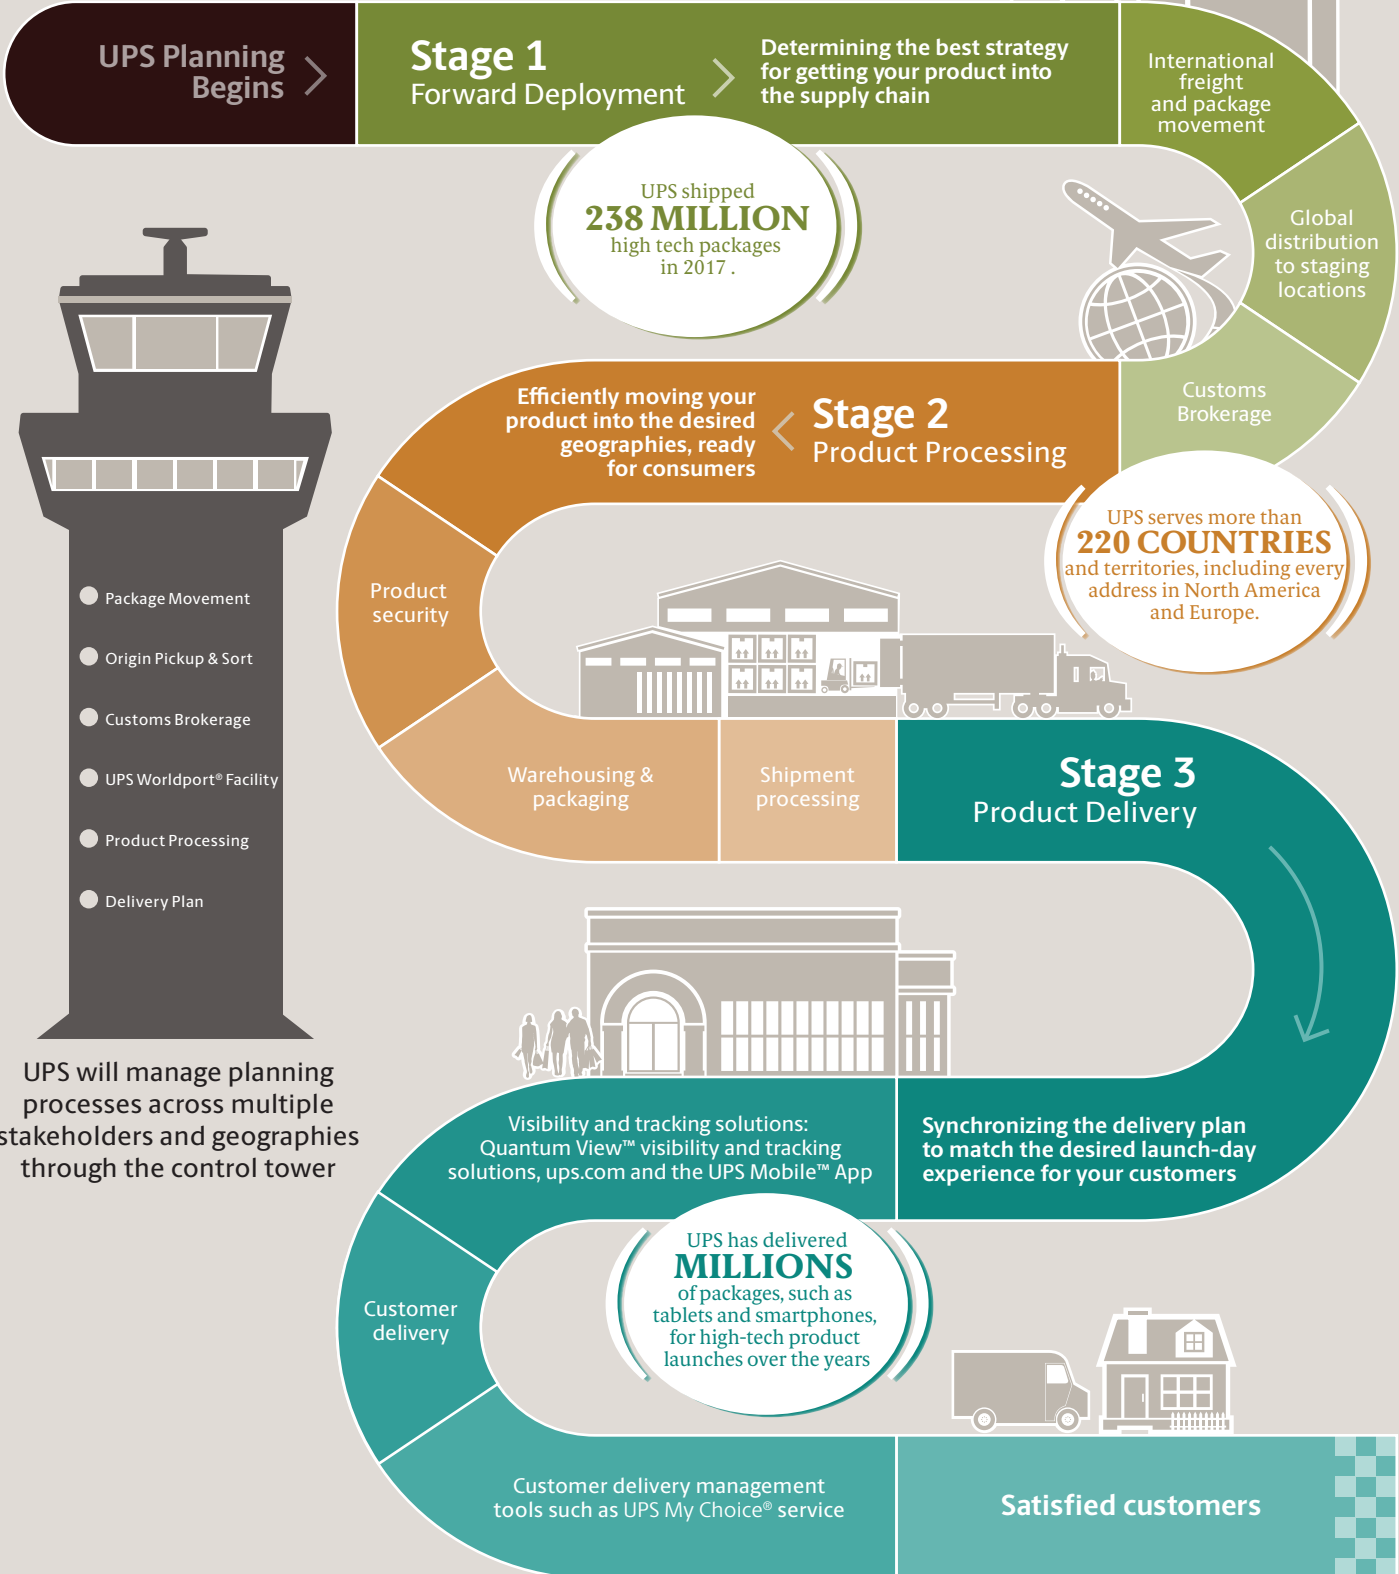 UPS Planning
Begins
Stage 1
Forward Deployment
Determining the best strategy
for getting your product into
the supply chain
International
freight
and package
movement
Global
distribution
to staging
locations
Customs
Brokerage
UPS shipped
238 MILLION
high tech packages
in 2017 .
Stage 2
Product Processing
Efficiently moving your
product into the desired
geographies, ready
for consumers
UPS serves more than
220 COUNTRIES
and territories, including every
address in North America
and Europe.
Product
security
Warehousing &
packaging
Shipment
processing
Stage 3
Product Delivery
Package Movement
Origin Pickup & Sort
Customs Brokerage
UPS Worldport® Facility
Product Processing
Delivery Plan
UPS will manage planning
processes across multiple
stakeholders and geographies
through the control tower
Synchronizing the delivery plan
to match the desired launch-day
experience for your customers
Visibility and tracking solutions:
Quantum View™ visibility and tracking
solutions, ups.com and the UPS Mobile™ App
UPS has delivered
MILLIONS
of packages, such as
tablets and smartphones,
for high-tech product
launches over the years
Customer
delivery
Customer delivery management
tools such as UPS My Choice® service
Satisfied customers